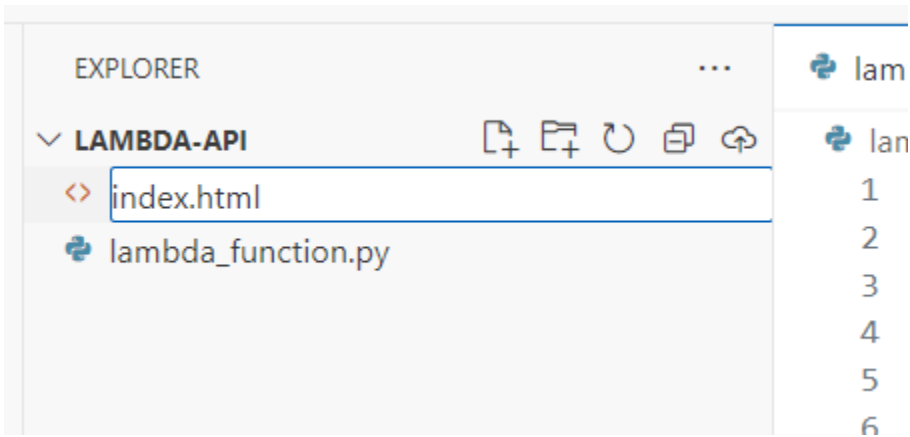 EXPLORER
lam
LAMBDA-API
lam
index.html
lambda_function.py
1
2
3
4
5
6